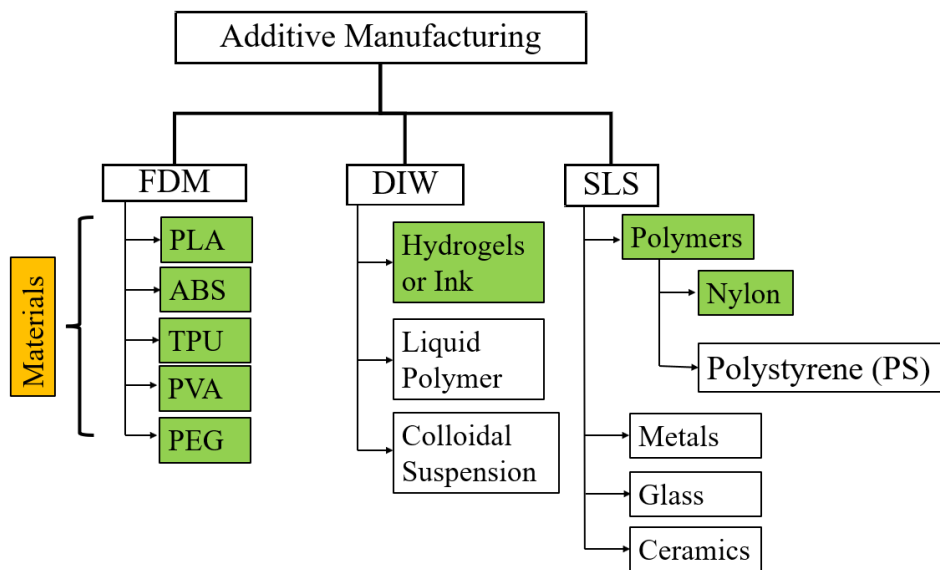 Additive Manufacturing
FDM
DIW
SLS
Materials
PLA
ABS
TPU
PVA
PEG
Hydrogels
or Ink
Liquid
Polymer
Colloidal
Suspension
Polymers
Nylon
Polystyrene (PS)
Metals
Glass
Ceramics